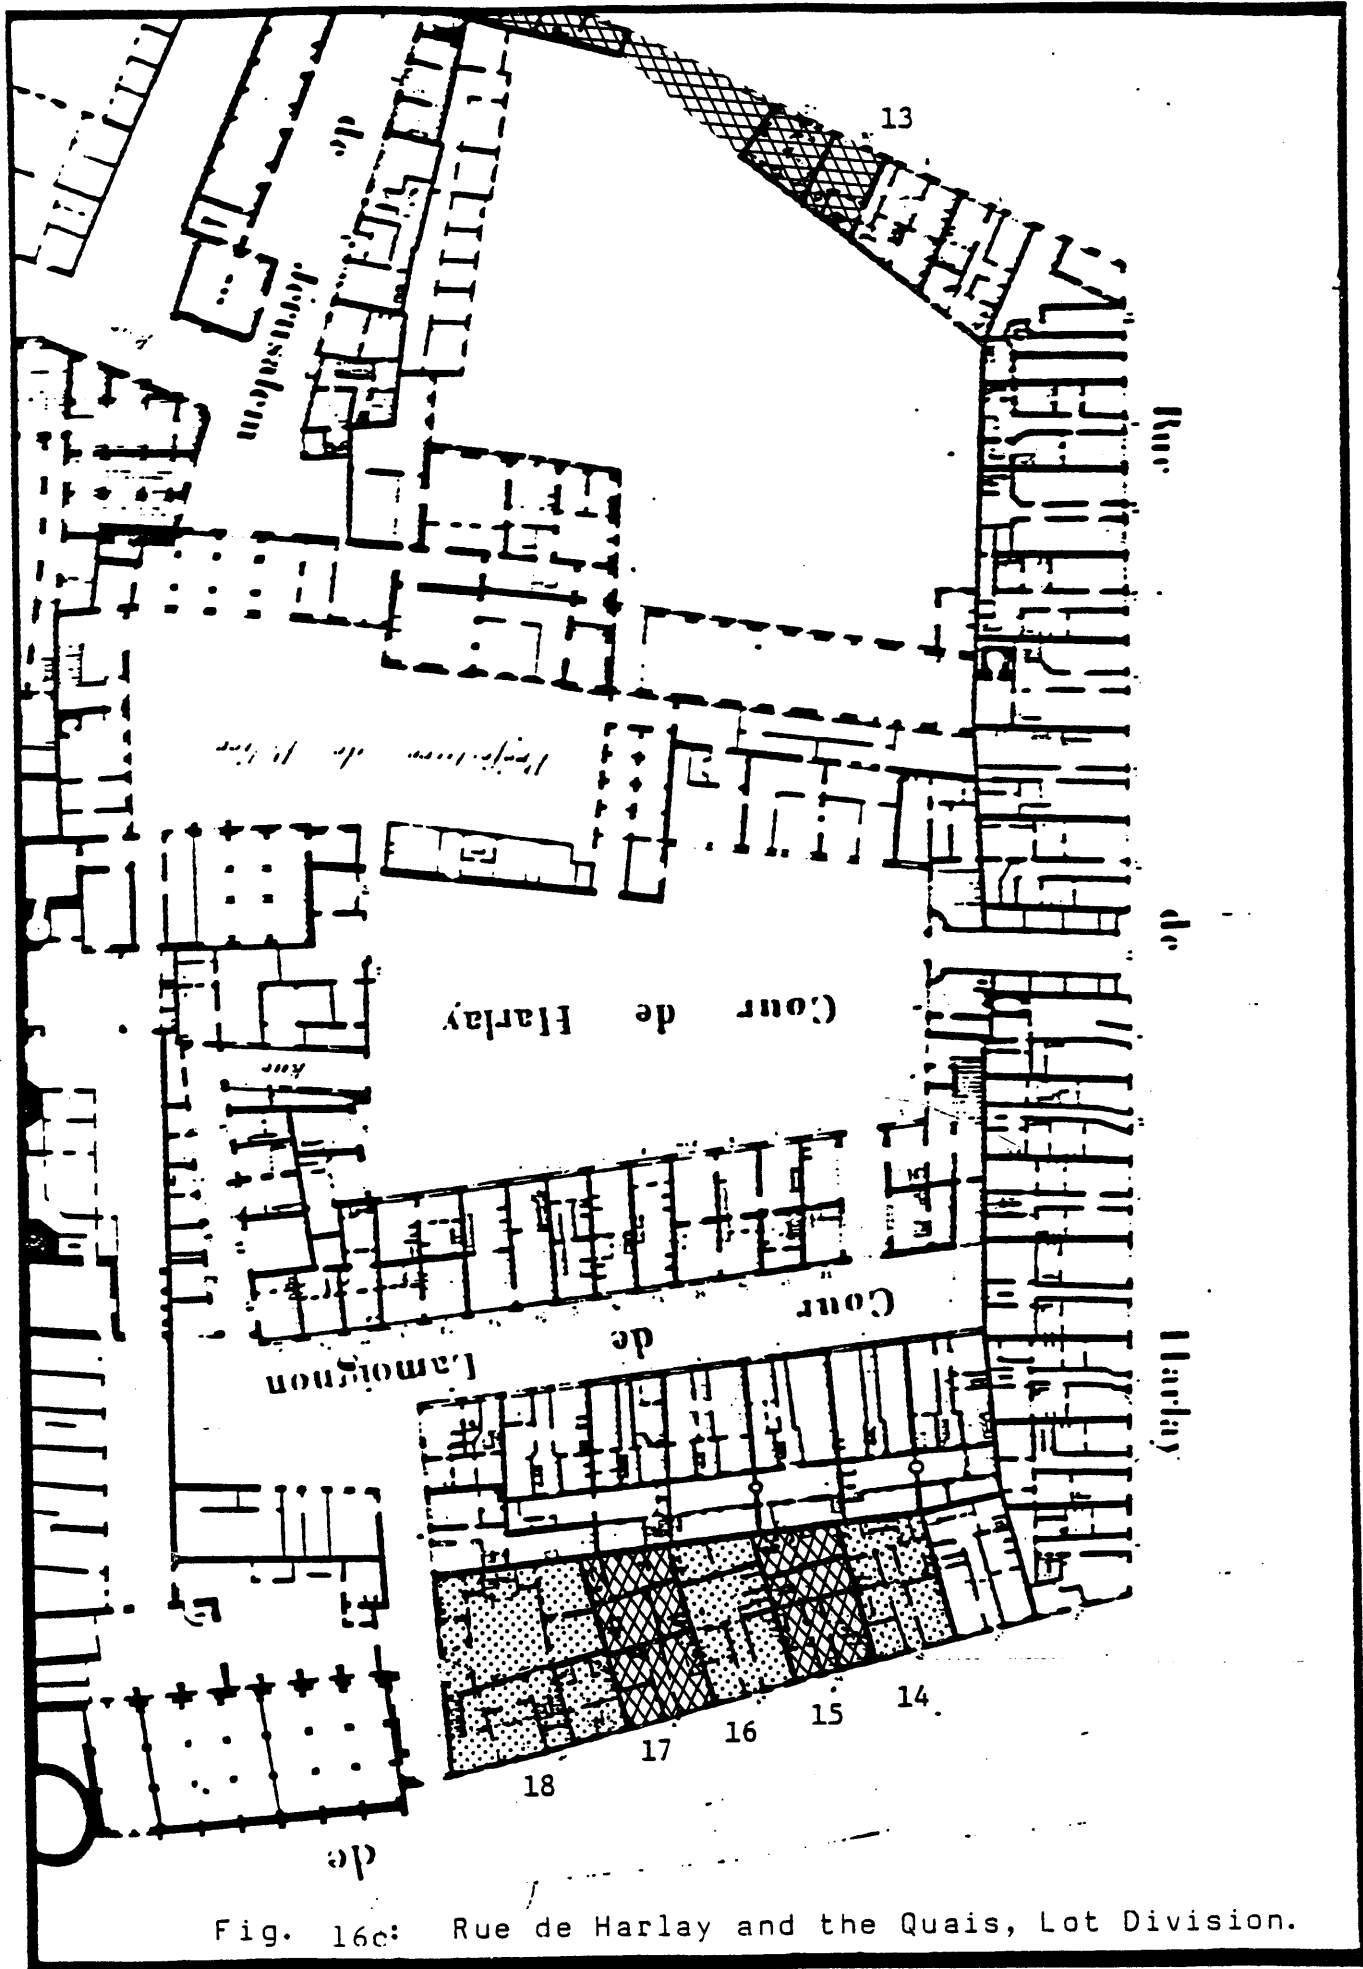 13
de
Jerusalem
Rue
de
Harlay
Cour de Harlay
Rue
Cour de Lamoignon
14
15
16
17
18
de
Fig. 16c: Rue de Harlay and the Quais, Lot Division.